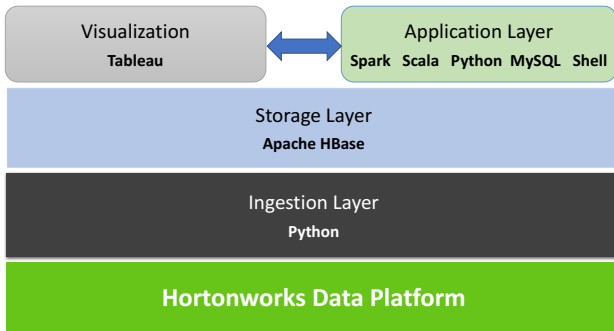 Visualization
Tableau
Application Layer
Spark Scala Python MySQL Shell
Storage Layer
Apache HBase
Ingestion Layer
Python
Hortonworks Data Platform